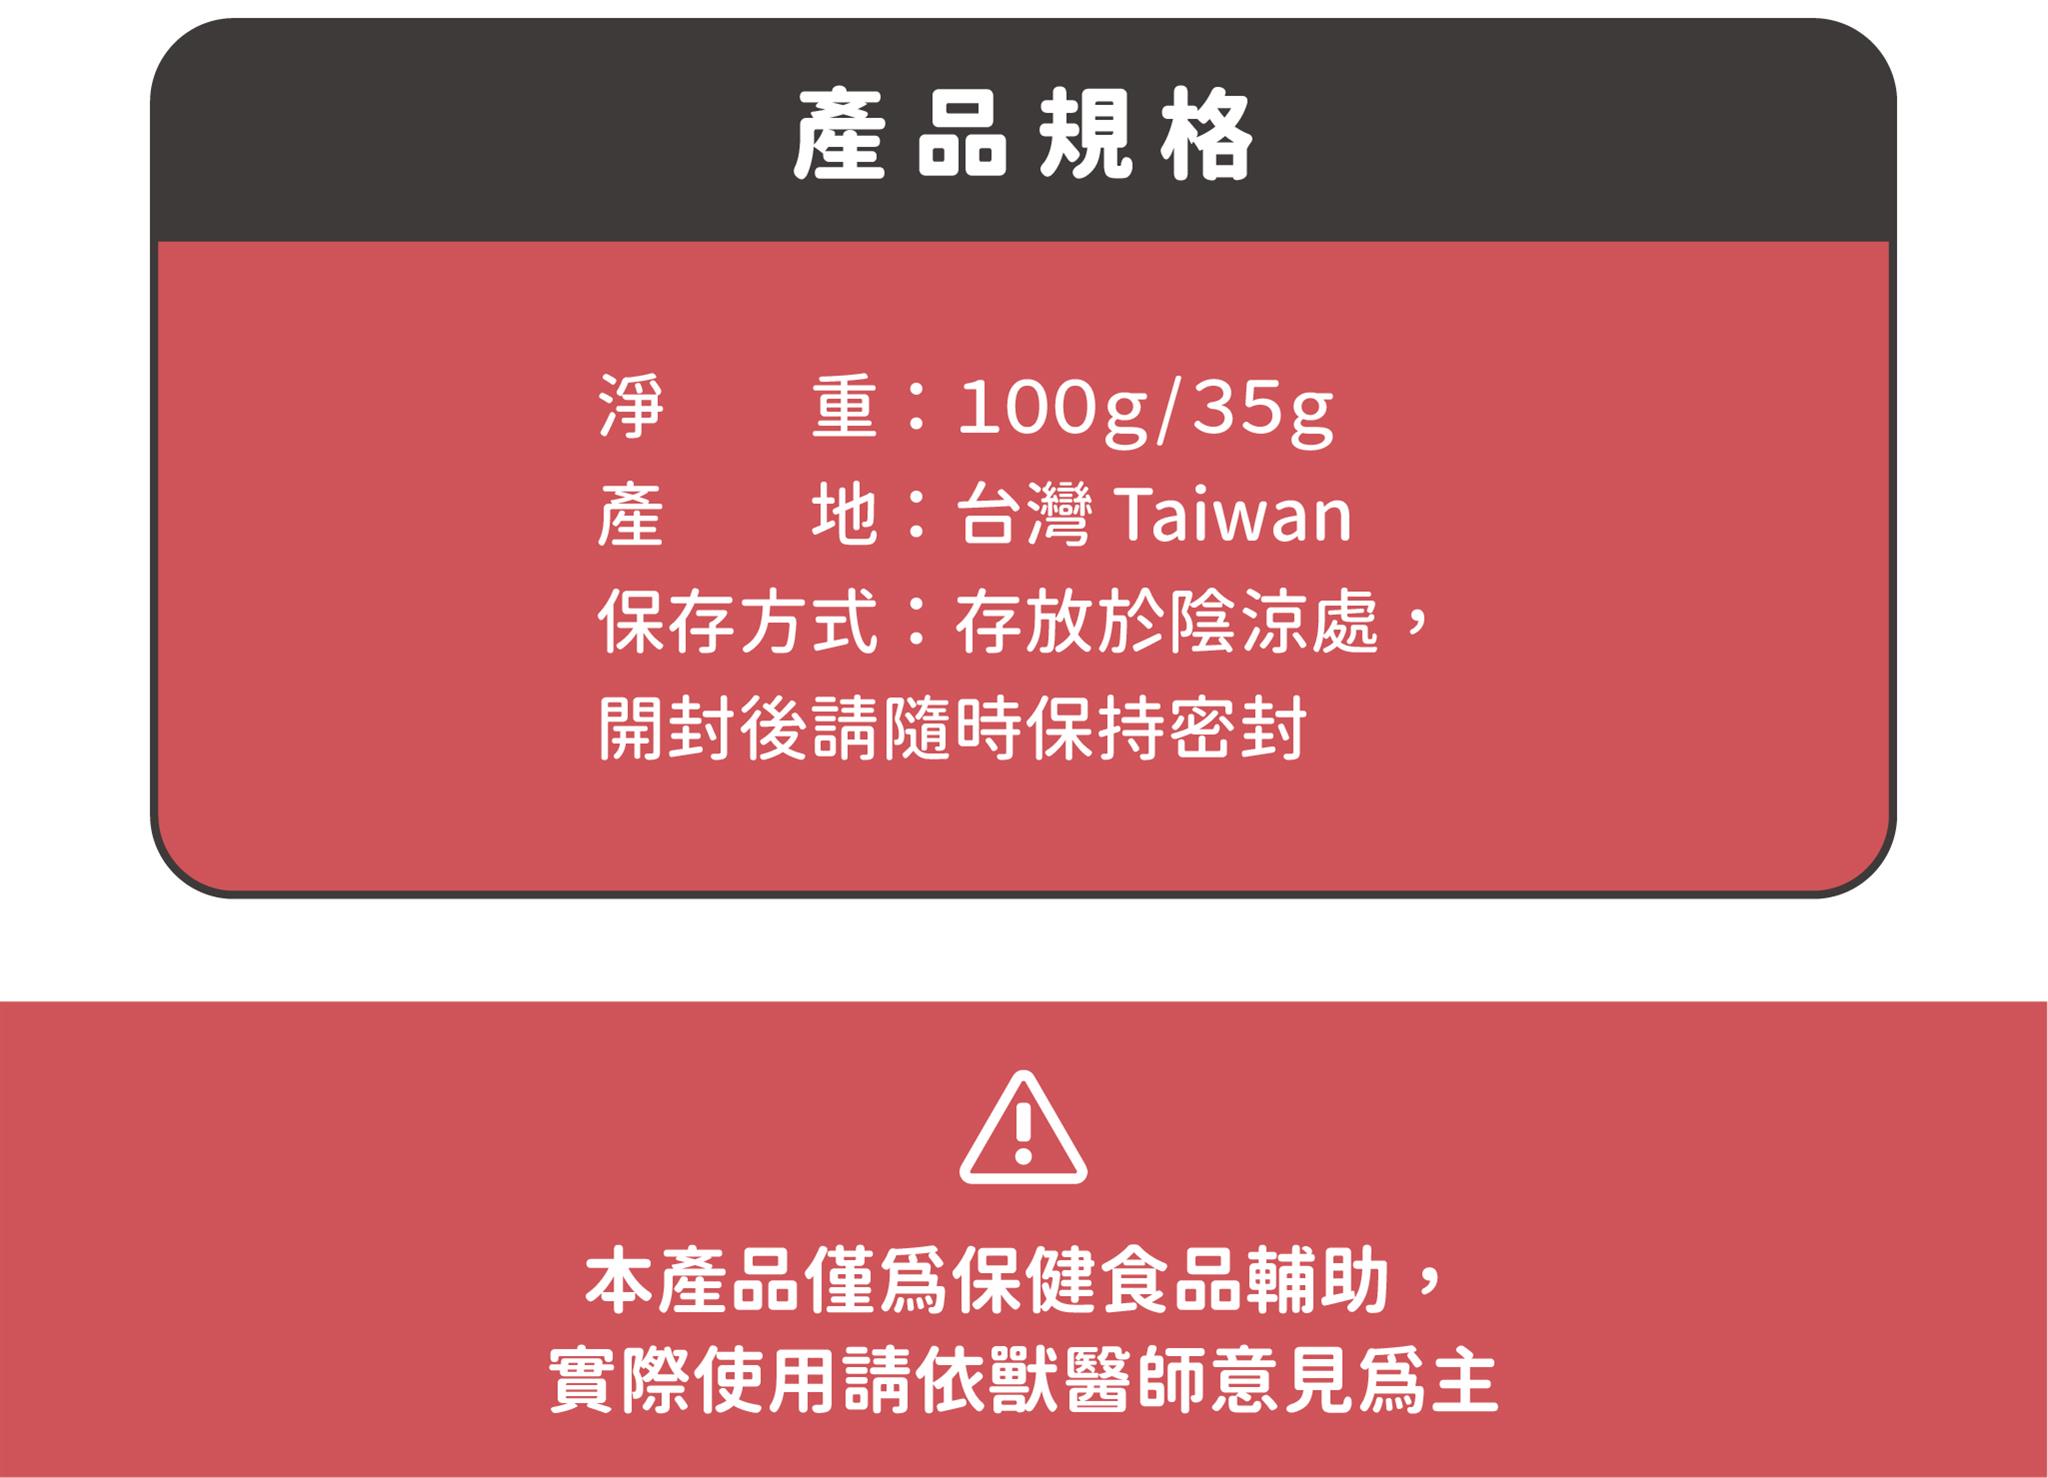 產品規格
淨　　重：100g/35g
產　　地：台灣 Taiwan
保存方式：存放於陰涼處，
開封後請隨時保持密封
本產品僅為保健食品輔助，
實際使用請依獸醫師意見為主